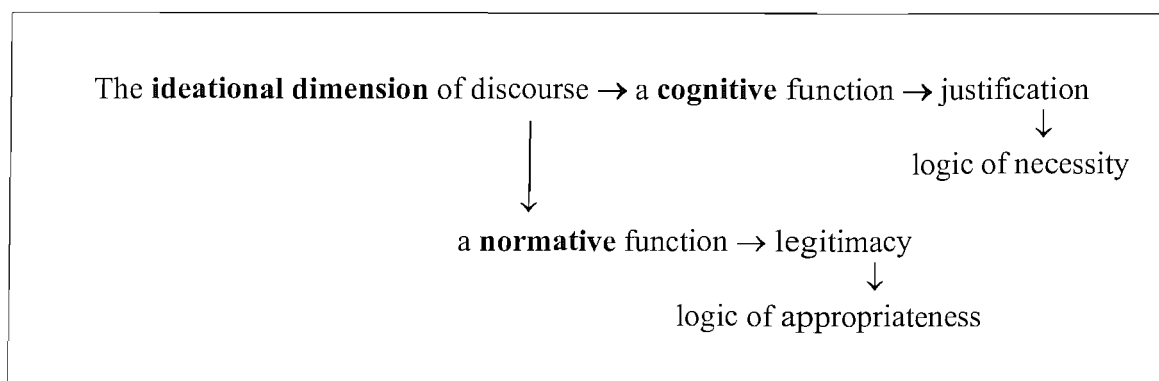 The ideational dimension of discourse → a cognitive function → justification
↓
logic of necessity
↓
a normative function → legitimacy
↓
logic of appropriateness